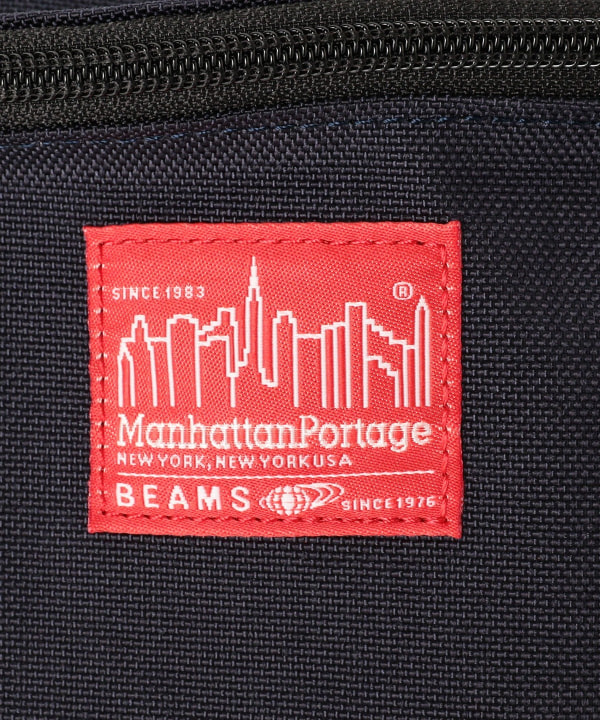 SINCE 1983 ®
ManhattanPortage
NEW YORK, NEW YORK USA
BEAMS SINCE 1976